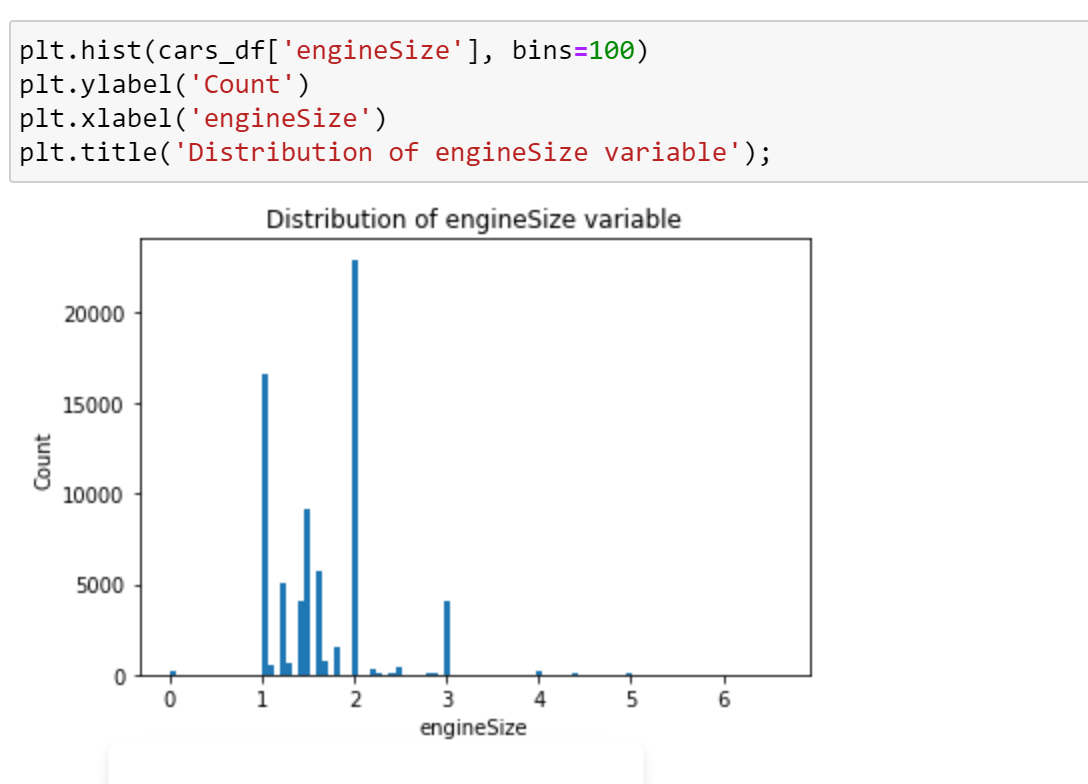 plt.hist(cars_df['engineSize'], bins=100)
plt.ylabel('Count')
plt.xlabel('engineSize')
plt.title('Distribution of engineSize variable');
Distribution of engineSize variable
20000
15000
10000
5000
0
Count
0 1 2 3 4 5 6
engineSize